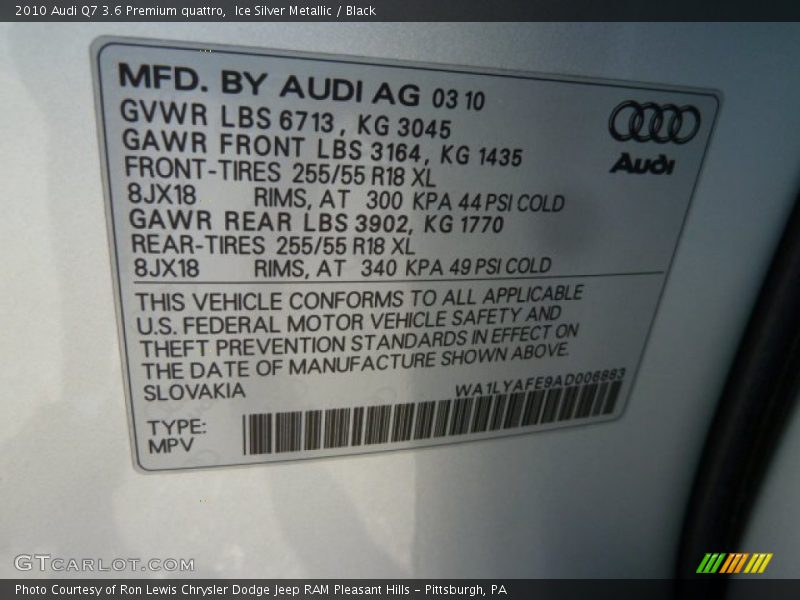 2010 Audi Q7 3.6 Premium quattro,  Ice Silver Metallic / Black
MFD. BY AUDI AG 03 10
GVWR LBS 6713, KG 3045
GAWR FRONT LBS 3164, KG 1435
FRONT-TIRES 255/55 R18 XL
8JX18 RIMS, AT 300 KPA 44 PSI COLD
GAWR REAR LBS 3902, KG 1770
REAR-TIRES 255/55 R18 XL
8JX18 RIMS, AT 340 KPA 49 PSI COLD
Audi
THIS VEHICLE CONFORMS TO ALL APPLICABLE
U.S. FEDERAL MOTOR VEHICLE SAFETY AND
THEFT PREVENTION STANDARDS IN EFFECT ON
THE DATE OF MANUFACTURE SHOWN ABOVE.
SLOVAKIA WA1LYAFE9AD006883
TYPE:
MPV
GTCARLOT.COM
Photo Courtesy of Ron Lewis Chrysler Dodge Jeep RAM Pleasant Hills - Pittsburgh, PA